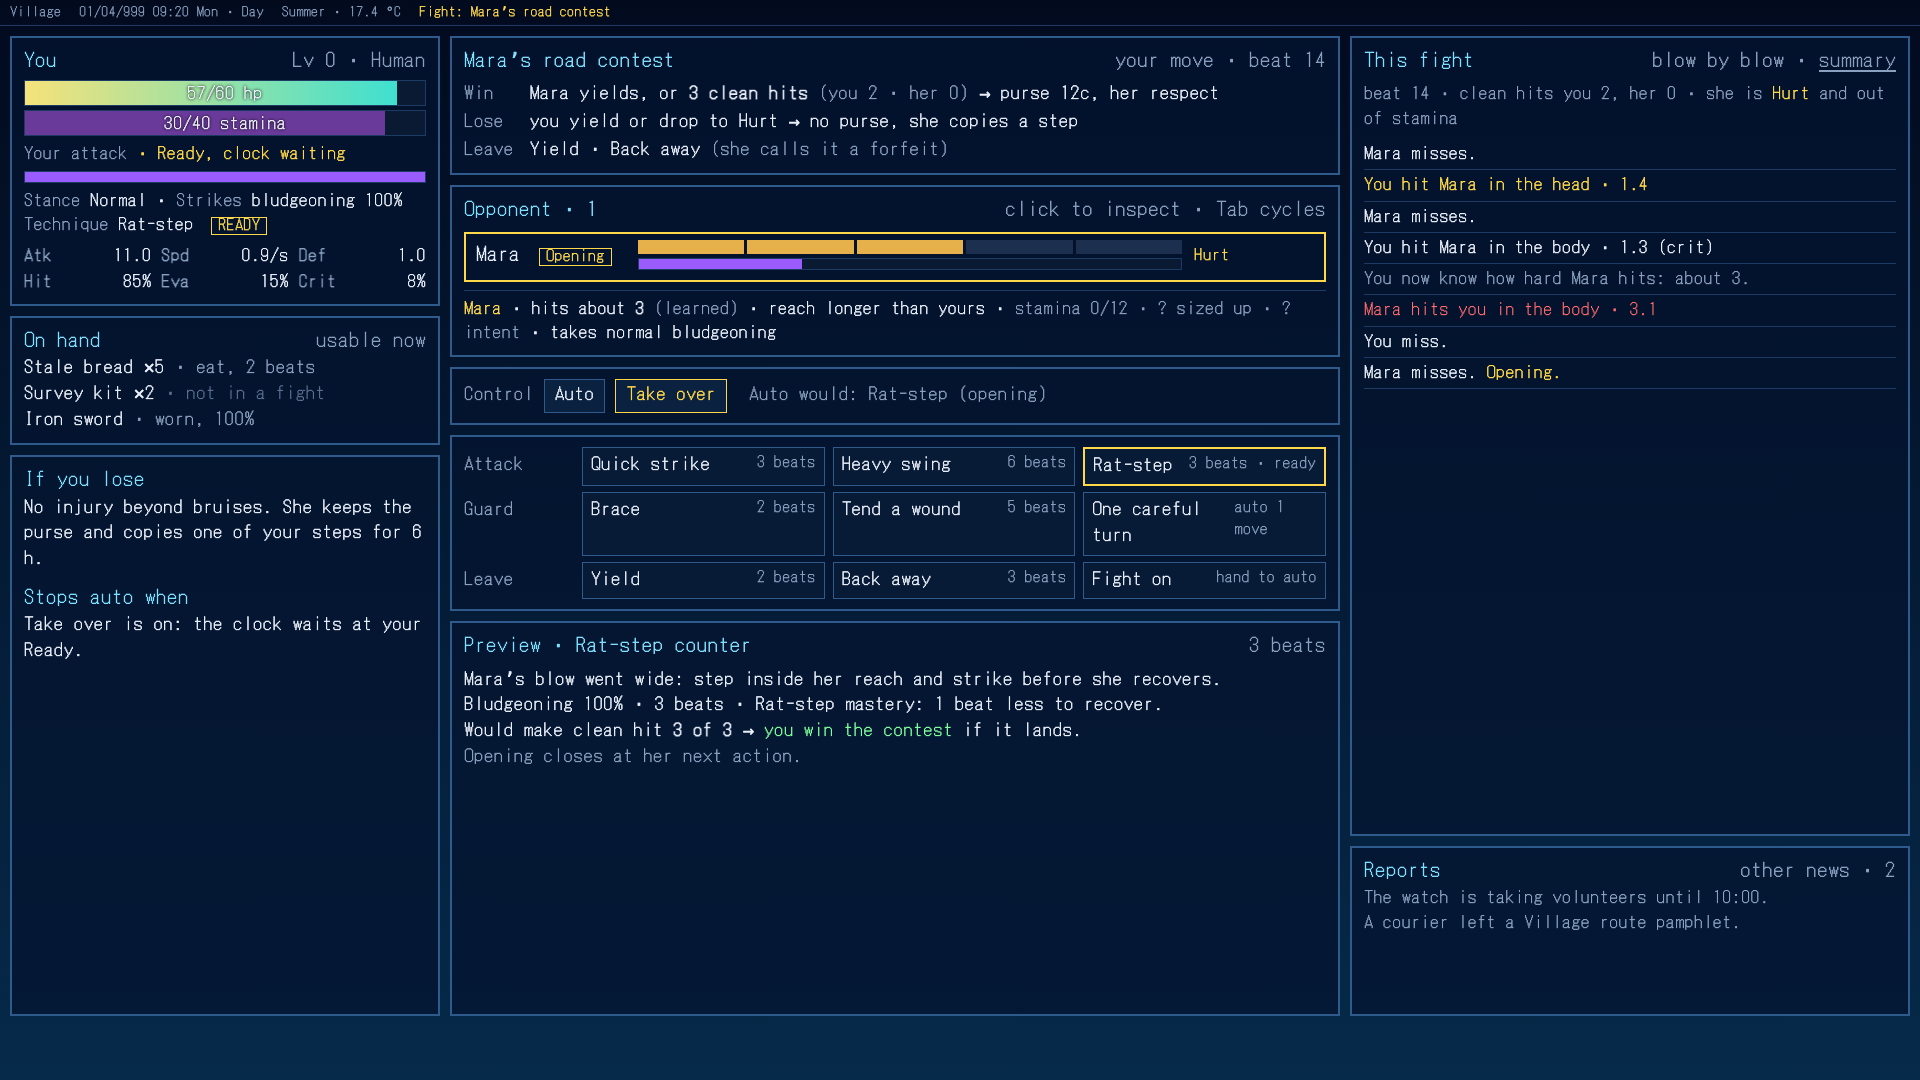 Village 01/04/999 09:20 Mon · Day Summer · 17.4 °C Fight: Mara's road contest
You Lv 0 · Human
57/60 hp
30/40 stamina
Your attack · Ready, clock waiting
Stance Normal · Strikes bludgeoning 100%
Technique Rat-step READY
Atk 11.0 Spd 0.9/s Def 1.0
Hit 85% Eva 15% Crit 8%
On hand usable now
Stale bread ×5 · eat, 2 beats
Survey kit ×2 · not in a fight
Iron sword · worn, 100%
If you lose
No injury beyond bruises. She keeps the
purse and copies one of your steps for 6
h.
Stops auto when
Take over is on: the clock waits at your
Ready.
Mara's road contest your move · beat 14
Win Mara yields, or 3 clean hits (you 2 · her 0) → purse 12c, her respect
Lose you yield or drop to Hurt → no purse, she copies a step
Leave Yield · Back away (she calls it a forfeit)
Opponent · 1 click to inspect · Tab cycles
Mara Opening Hurt
Mara · hits about 3 (learned) · reach longer than yours · stamina 0/12 · ? sized up · ?
intent · takes normal bludgeoning
Control Auto Take over Auto would: Rat-step (opening)
Attack Quick strike 3 beats Heavy swing 6 beats Rat-step 3 beats · ready
Guard Brace 2 beats Tend a wound 5 beats One careful auto 1
turn move
Leave Yield 2 beats Back away 3 beats Fight on hand to auto
Preview · Rat-step counter 3 beats
Mara's blow went wide: step inside her reach and strike before she recovers.
Bludgeoning 100% · 3 beats · Rat-step mastery: 1 beat less to recover.
Would make clean hit 3 of 3 → you win the contest if it lands.
Opening closes at her next action.
This fight blow by blow · summary
beat 14 · clean hits you 2, her 0 · she is Hurt and out
of stamina
Mara misses.
You hit Mara in the head · 1.4
Mara misses.
You hit Mara in the body · 1.3 (crit)
You now know how hard Mara hits: about 3.
Mara hits you in the body · 3.1
You miss.
Mara misses. Opening.
Reports other news · 2
The watch is taking volunteers until 10:00.
A courier left a Village route pamphlet.